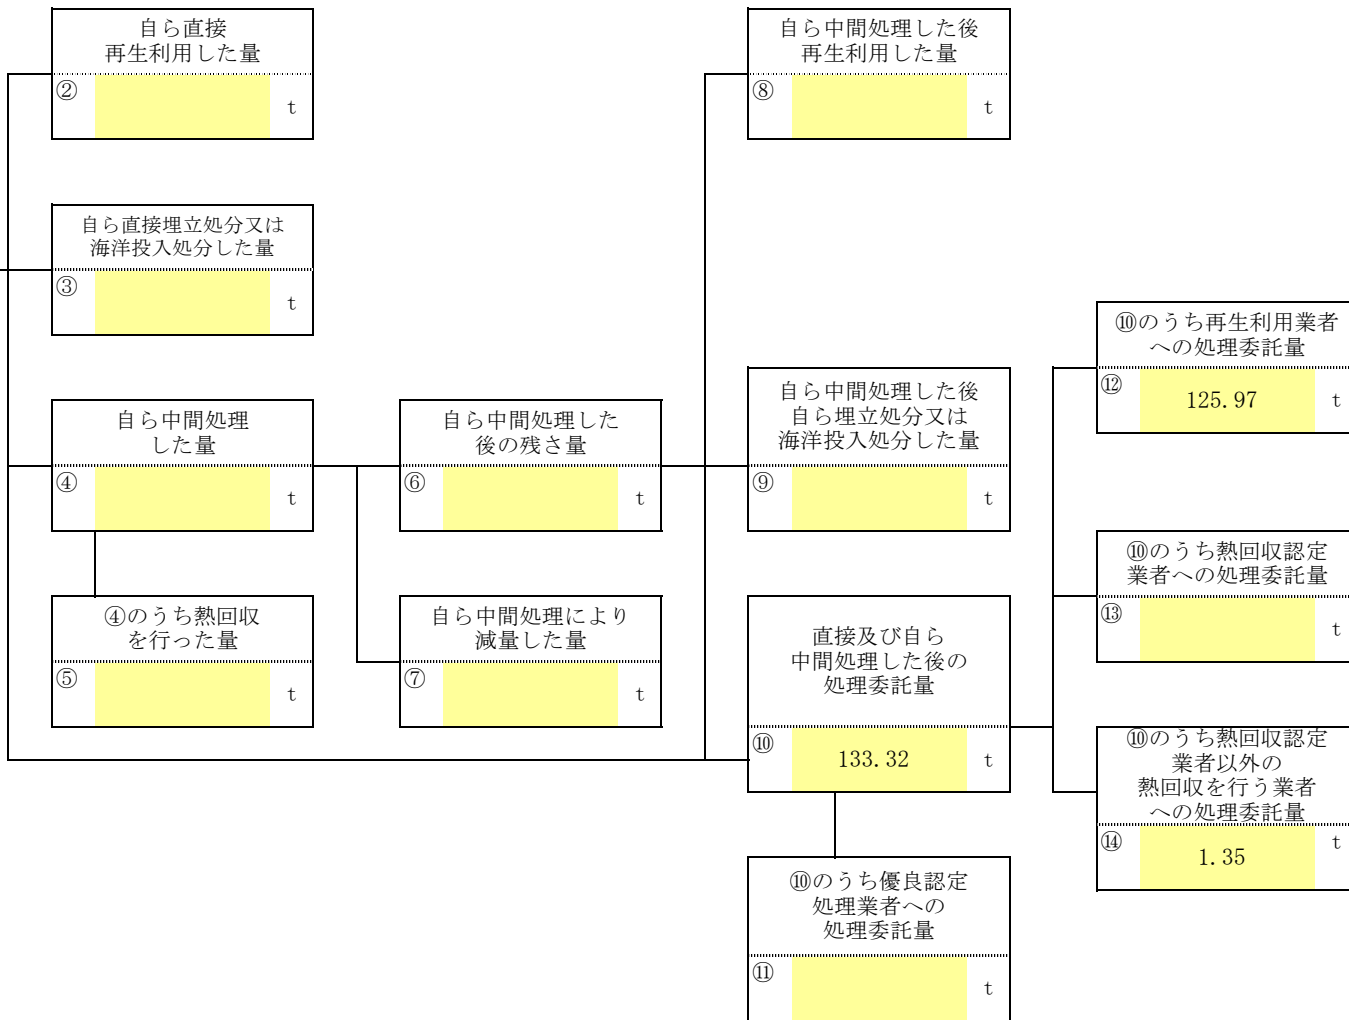 自ら直接
再生利用した量
②
t
自ら中間処理した後
再生利用した量
⑧
t
自ら直接埋立処分又は
海洋投入処分した量
③
t
⑩のうち再生利用業者
への処理委託量
⑫
125.97
t
自ら中間処理
した量
④
t
自ら中間処理した
後の残さ量
⑥
t
自ら中間処理した後
自ら埋立処分又は
海洋投入処分した量
⑨
t
⑩のうち熱回収認定
業者への処理委託量
⑬
t
④のうち熱回収
を行った量
⑤
t
自ら中間処理により
減量した量
⑦
t
直接及び自ら
中間処理した後の
処理委託量
⑩
133.32
t
⑩のうち熱回収認定
業者以外の
熱回収を行う業者
への処理委託量
⑭
1.35
t
⑩のうち優良認定
処理業者への
処理委託量
⑪
t